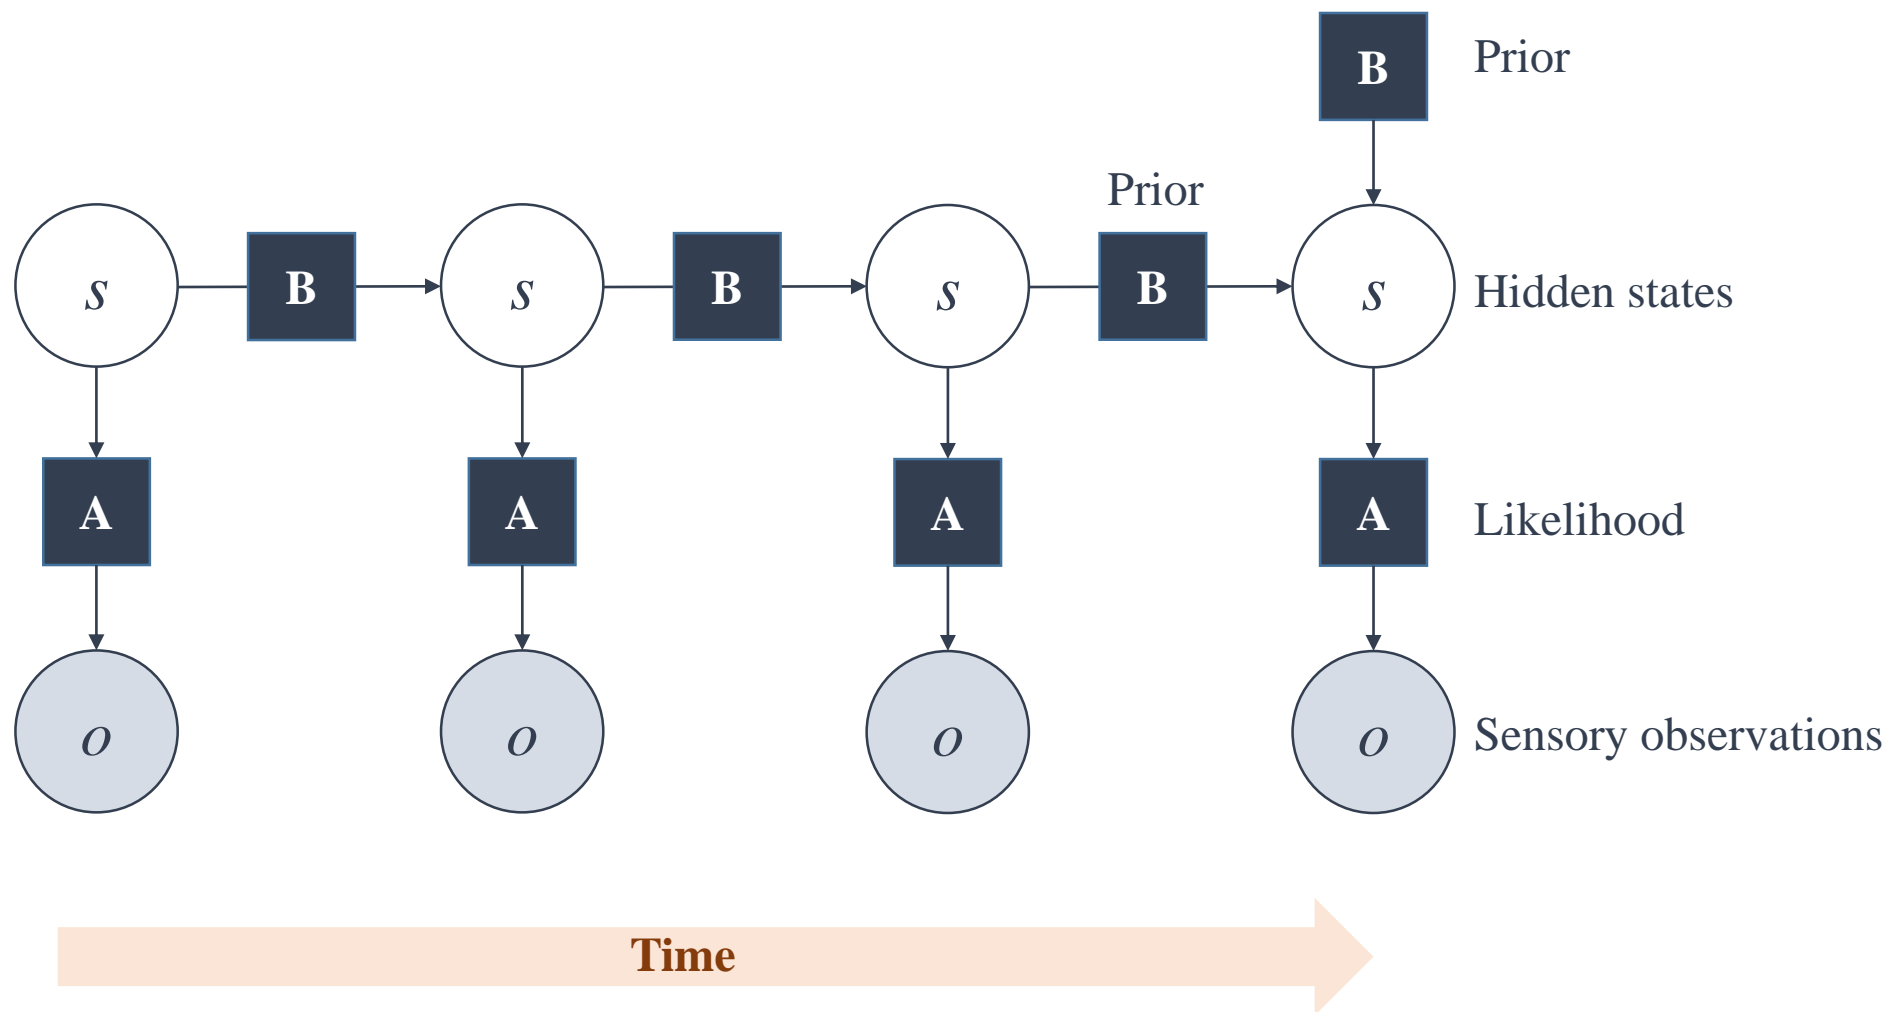 B Prior
Prior
s B s B s B s Hidden states
A A A A Likelihood
o o o o Sensory observations
Time